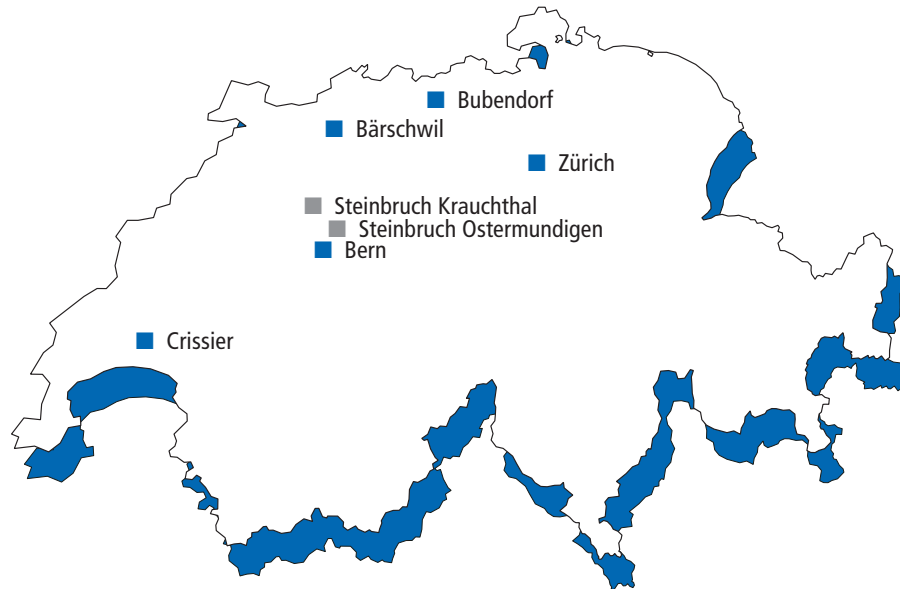 Bubendorf
Bärschwil
Zürich
Steinbruch Krauchthal
Steinbruch Ostermundigen
Bern
Crissier